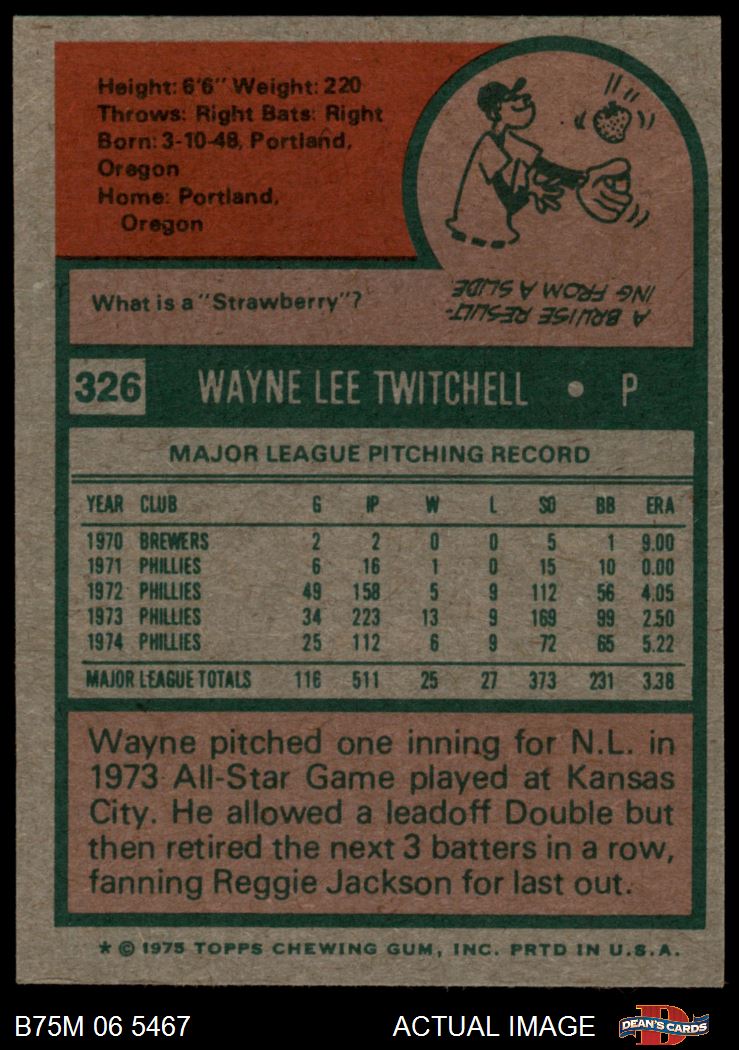 Height: 6'6" Weight: 220
Throws: Right Bats: Right
Born: 3-10-48, Portland,
Oregon
Home: Portland,
Oregon
What is a "Strawberry"?
A BRUISE RESULT-
ING FROM A SLIDE
326 WAYNE LEE TWITCHELL • P
MAJOR LEAGUE PITCHING RECORD
YEAR CLUB G IP W L SO BB ERA
1970 BREWERS 2 2 0 0 5 1 9.00
1971 PHILLIES 6 16 1 0 15 10 0.00
1972 PHILLIES 49 158 5 9 112 56 4.05
1973 PHILLIES 34 223 13 9 169 99 2.50
1974 PHILLIES 25 112 6 9 72 65 5.22
MAJOR LEAGUE TOTALS 116 511 25 27 373 231 3.38
Wayne pitched one inning for N.L. in
1973 All-Star Game played at Kansas
City. He allowed a leadoff Double but
then retired the next 3 batters in a row,
fanning Reggie Jackson for last out.
* © 1975 TOPPS CHEWING GUM, INC. PRTD IN U.S.A.
B75M 06 5467 ACTUAL IMAGE D DEAN'S CARDS